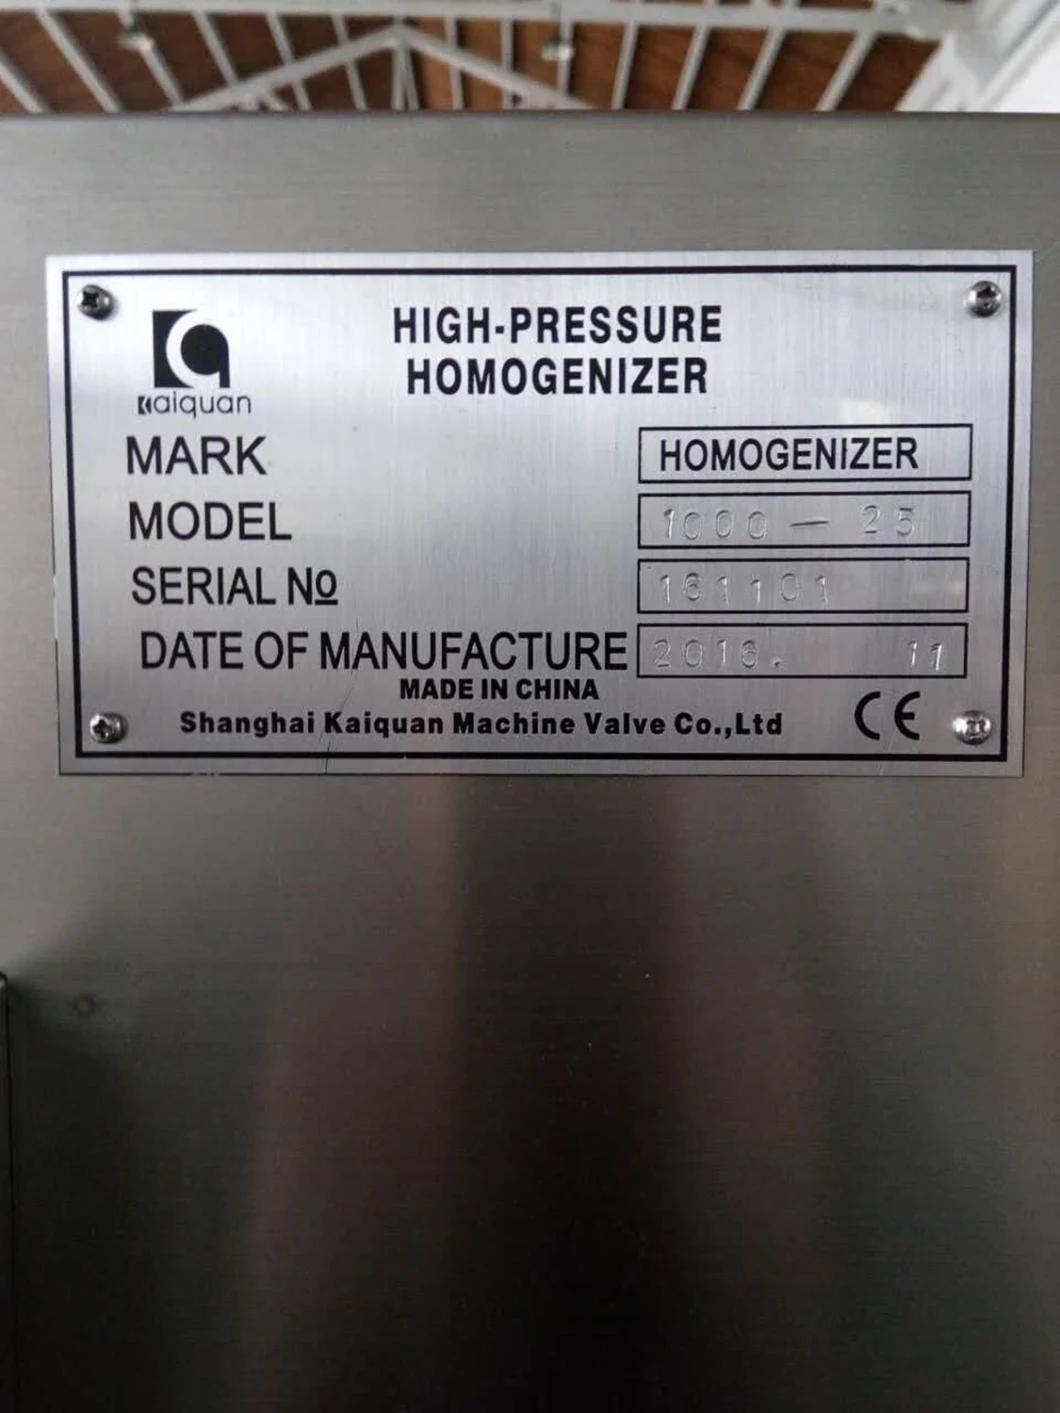 Kaiquan
HIGH-PRESSURE
HOMOGENIZER
MARK HOMOGENIZER
MODEL 1000 — 25
SERIAL No 161101
DATE OF MANUFACTURE 2016. 11
MADE IN CHINA
Shanghai Kaiquan Machine Valve Co.,Ltd CE